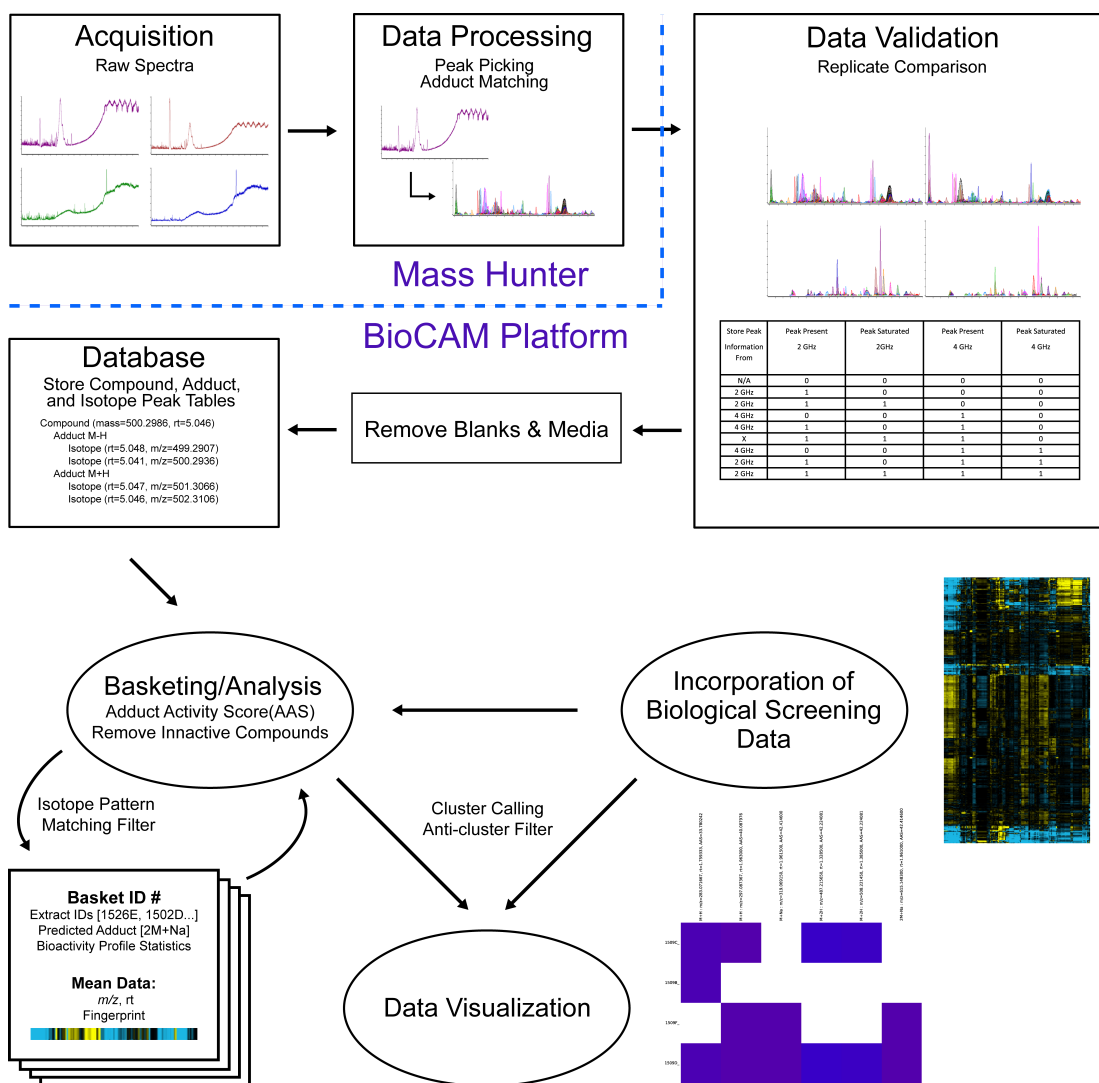 Acquisition
Raw Spectra
Data Processing
Peak Picking
Adduct Matching
Data Validation
Replicate Comparison
Mass Hunter
BioCAM Platform
Store Peak Information From | Peak Present 2 GHz | Peak Saturated 2GHz | Peak Present 4 GHz | Peak Saturated 4 GHz
N/A 0 0 0 0
2 GHz 1 0 0 0
2 GHz 1 1 0 0
4 GHz 0 0 1 0
4 GHz 1 0 1 0
X 1 1 1 0
4 GHz 0 0 1 1
2 GHz 1 0 1 1
2 GHz 1 1 1 1
Remove Blanks & Media
Database
Store Compound, Adduct,
and Isotope Peak Tables
Compound (mass=500.2986, rt=5.046)
Adduct M-H
Isotope (rt=5.048, m/z=499.2907)
Isotope (rt=5.041, m/z=500.2936)
Adduct M+H
Isotope (rt=5.047, m/z=501.3066)
Isotope (rt=5.046, m/z=502.3106)
Basketing/Analysis
Adduct Activity Score(AAS)
Remove Innactive Compounds
Incorporation of
Biological Screening
Data
Isotope Pattern
Matching Filter
Cluster Calling
Anti-cluster Filter
Basket ID #
Extract IDs [1526E, 1502D...]
Predicted Adduct [2M+Na]
Bioactivity Profile Statistics
Mean Data:
m/z, rt
Fingerprint
Data Visualization
1509C_
1509B_
1509F_
1509D_